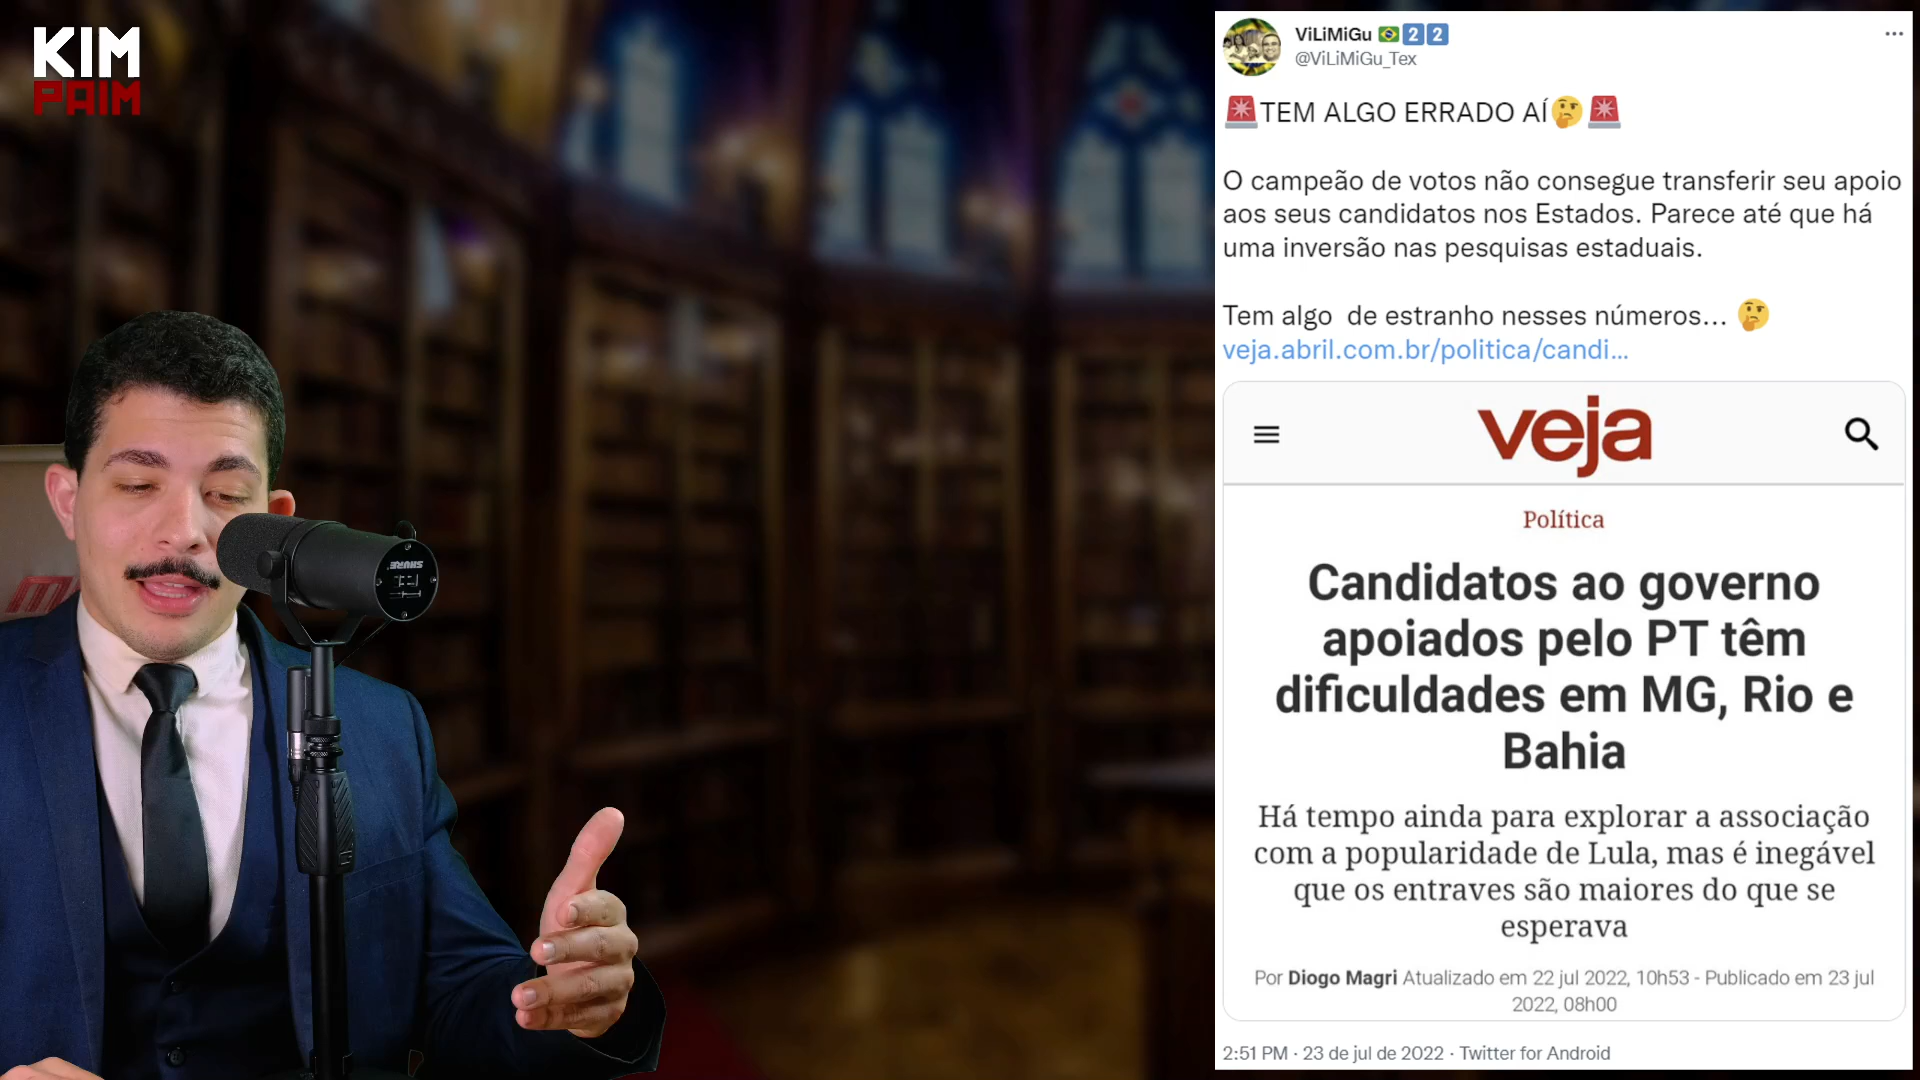 KIM
PAIM
ViLiMiGu 🇧🇷2️⃣2️⃣
@ViLiMiGu_Tex
🚨TEM ALGO ERRADO AÍ🤔🚨
O campeão de votos não consegue transferir seu apoio
aos seus candidatos nos Estados. Parece até que há
uma inversão nas pesquisas estaduais.
Tem algo  de estranho nesses números... 🤔
veja.abril.com.br/politica/candi...
veja
Política
Candidatos ao governo
apoiados pelo PT têm
dificuldades em MG, Rio e
Bahia
Há tempo ainda para explorar a associação
com a popularidade de Lula, mas é inegável
que os entraves são maiores do que se
esperava
Por Diogo Magri Atualizado em 22 jul 2022, 10h53 - Publicado em 23 jul
2022, 08h00
2:51 PM · 23 de jul de 2022 · Twitter for Android
SHURE